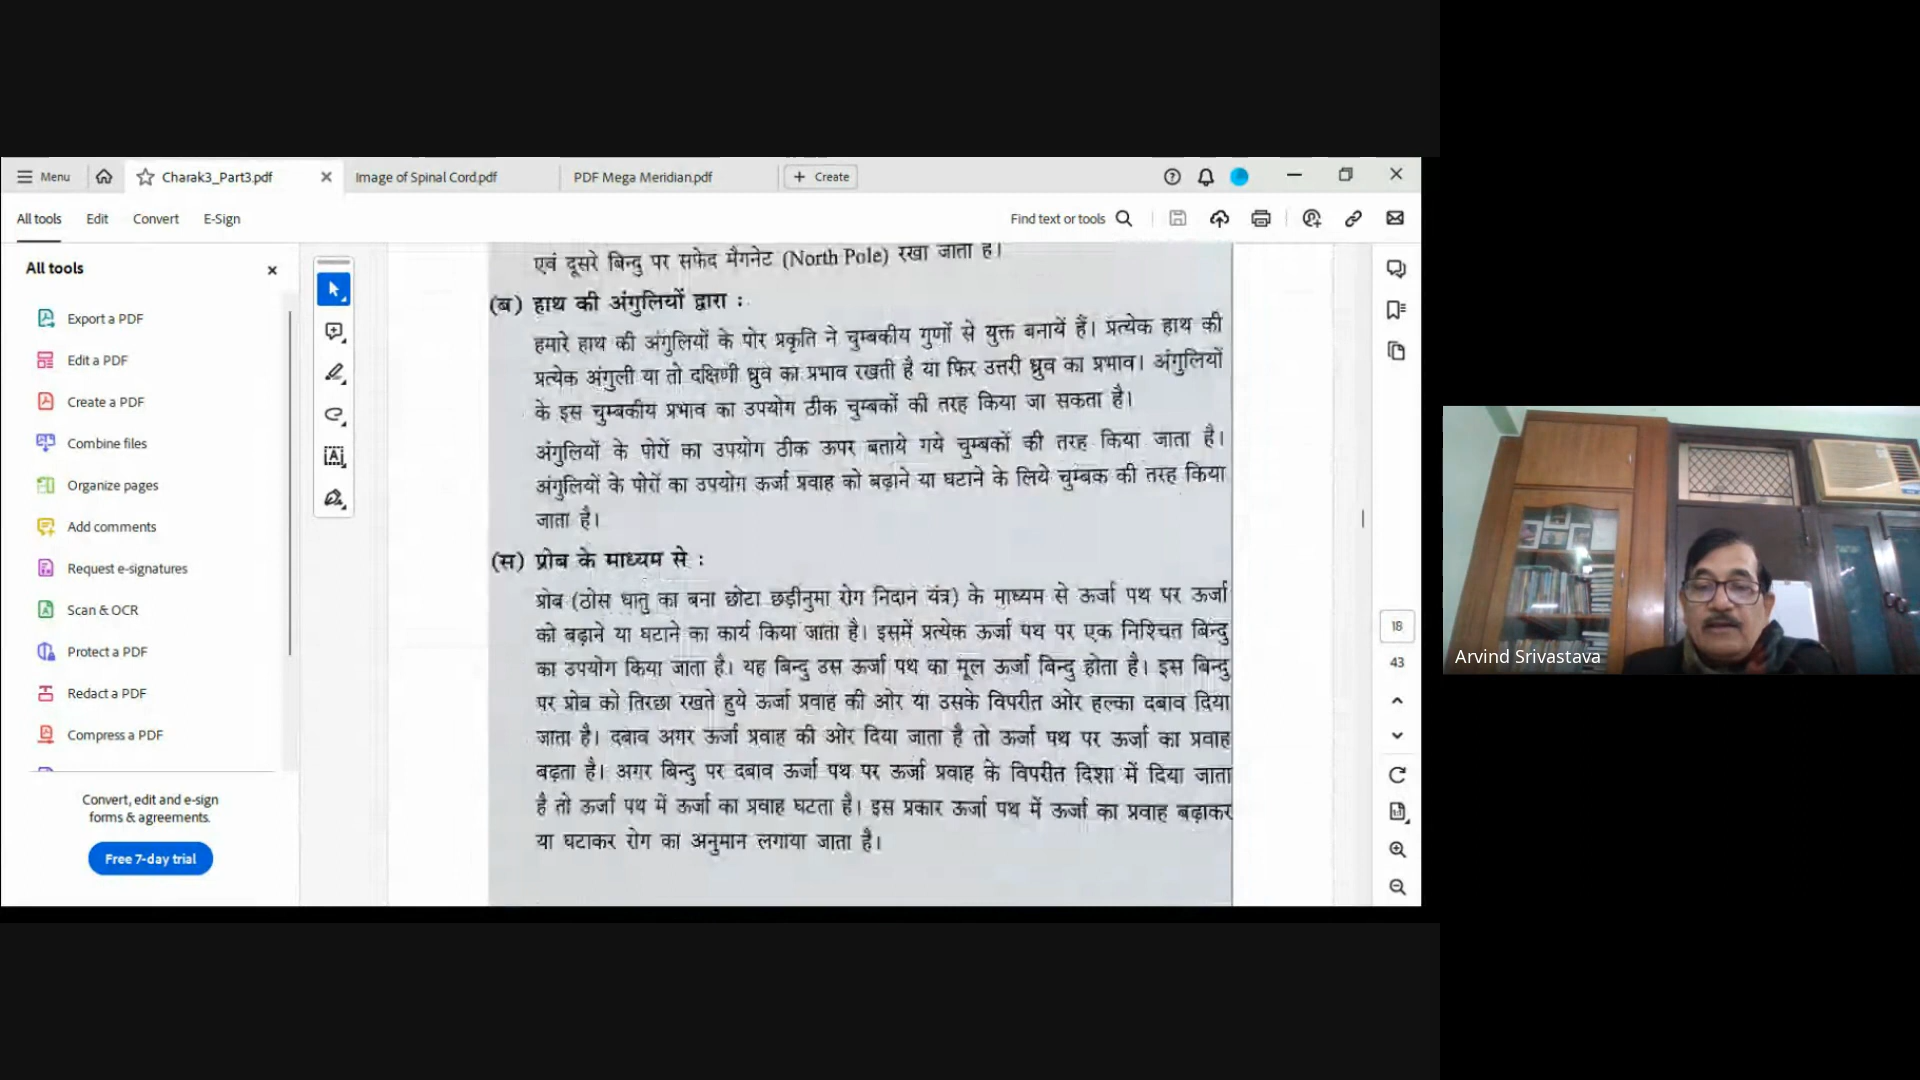 Menu
Charak3_Part3.pdf
Image of Spinal Cord.pdf
PDF Mega Meridian.pdf
+ Create
All tools
Edit
Convert
E-Sign
Find text or tools
All tools
Export a PDF
Edit a PDF
Create a PDF
Combine files
Organize pages
Add comments
Request e-signatures
Scan & OCR
Protect a PDF
Redact a PDF
Compress a PDF
Convert, edit and e-sign
forms & agreements.
Free 7-day trial
एवं दूसरे बिन्दु पर सफेद मैगनेट (North Pole) रखा जाता है।
(ब) हाथ की अंगुलियों द्वारा :
हमारे हाथ की अंगुलियों के पोर प्रकृति ने चुम्बकीय गुणों से युक्त बनायें हैं। प्रत्येक हाथ की
प्रत्येक अंगुली या तो दक्षिणी ध्रुव का प्रभाव रखती है या फिर उत्तरी ध्रुव का प्रभाव। अंगुलियों
के इस चुम्बकीय प्रभाव का उपयोग ठीक चुम्बकों की तरह किया जा सकता है।
अंगुलियों के पोरों का उपयोग ठीक ऊपर बताये गये चुम्बकों की तरह किया जाता है।
अंगुलियों के पोरों का उपयोग ऊर्जा प्रवाह को बढ़ाने या घटाने के लिये चुम्बक की तरह किया
जाता है।
(स) प्रोब के माध्यम से :
प्रोब (ठोस धातु का बना छोटा छड़ीनुमा रोग निदान यंत्र) के माध्यम से ऊर्जा पथ पर ऊर्जा
को बढ़ाने या घटाने का कार्य किया जाता है। इसमें प्रत्येक ऊर्जा पथ पर एक निश्चित बिन्दु
का उपयोग किया जाता है। यह बिन्दु उस ऊर्जा पथ का मूल ऊर्जा बिन्दु होता है। इस बिन्दु
पर प्रोब को तिरछा रखते हुये ऊर्जा प्रवाह की ओर या उसके विपरीत ओर हल्का दबाव दिया
जाता है। दबाव अगर ऊर्जा प्रवाह की ओर दिया जाता है तो ऊर्जा पथ पर ऊर्जा का प्रवाह
बढ़ता है। अगर बिन्दु पर दबाव ऊर्जा पथ पर ऊर्जा प्रवाह के विपरीत दिशा में दिया जाता
है तो ऊर्जा पथ में ऊर्जा का प्रवाह घटता है। इस प्रकार ऊर्जा पथ में ऊर्जा का प्रवाह बढ़ाकर
या घटाकर रोग का अनुमान लगाया जाता है।
18
43
Arvind Srivastava